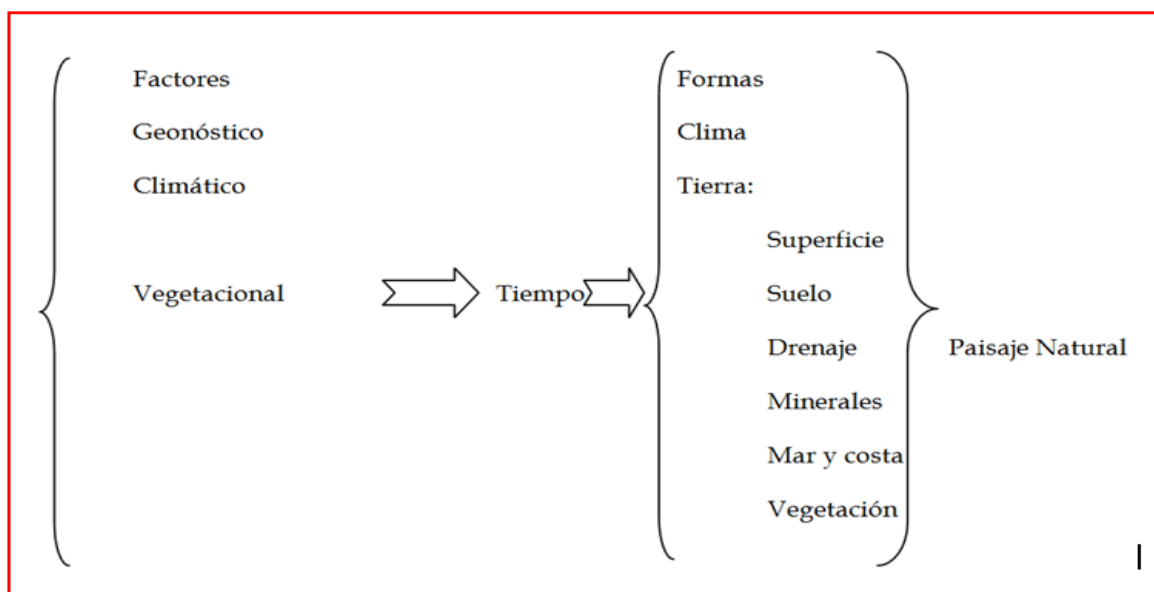 Factores
Geonóstico
Climático
Vegetacional
Tiempo
Formas
Clima
Tierra:
Superficie
Suelo
Drenaje
Minerales
Mar y costa
Vegetación
Paisaje Natural